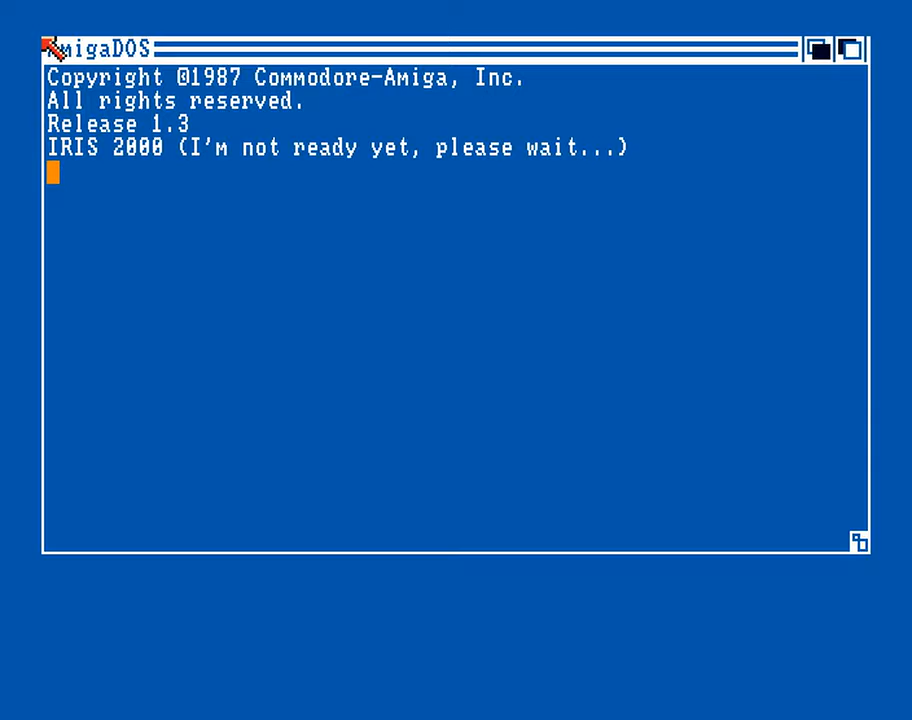 AmigaDOS
Copyright ©1987 Commodore-Amiga, Inc.
All rights reserved.
Release 1.3
IRIS 2000 (I'm not ready yet, please wait...)